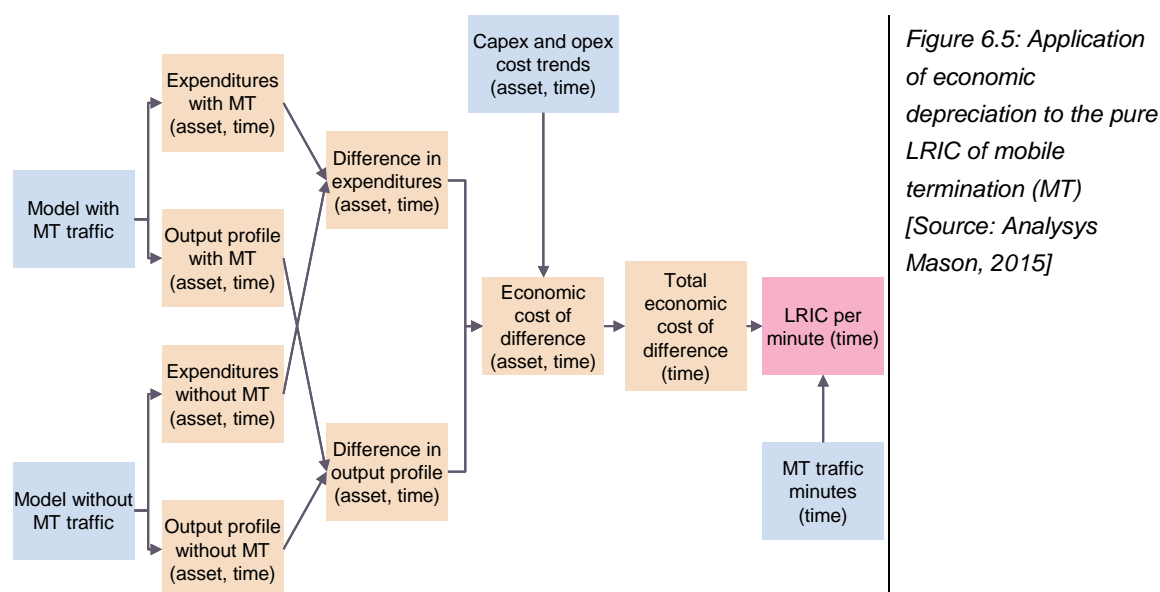 Capex and opex
cost trends
(asset, time)
Expenditures
with MT
(asset, time)
Difference in
expenditures
(asset, time)
Model with
MT traffic
Output profile
with MT
(asset, time)
Economic
cost of
difference
(asset, time)
Total
economic
cost of
difference
(time)
LRIC per
minute (time)
Expenditures
without MT
(asset, time)
Difference in
output profile
(asset, time)
MT traffic
minutes
(time)
Model without
MT traffic
Output profile
without MT
(asset, time)
Figure 6.5: Application
of economic
depreciation to the pure
LRIC of mobile
termination (MT)
[Source: Analysys
Mason, 2015]